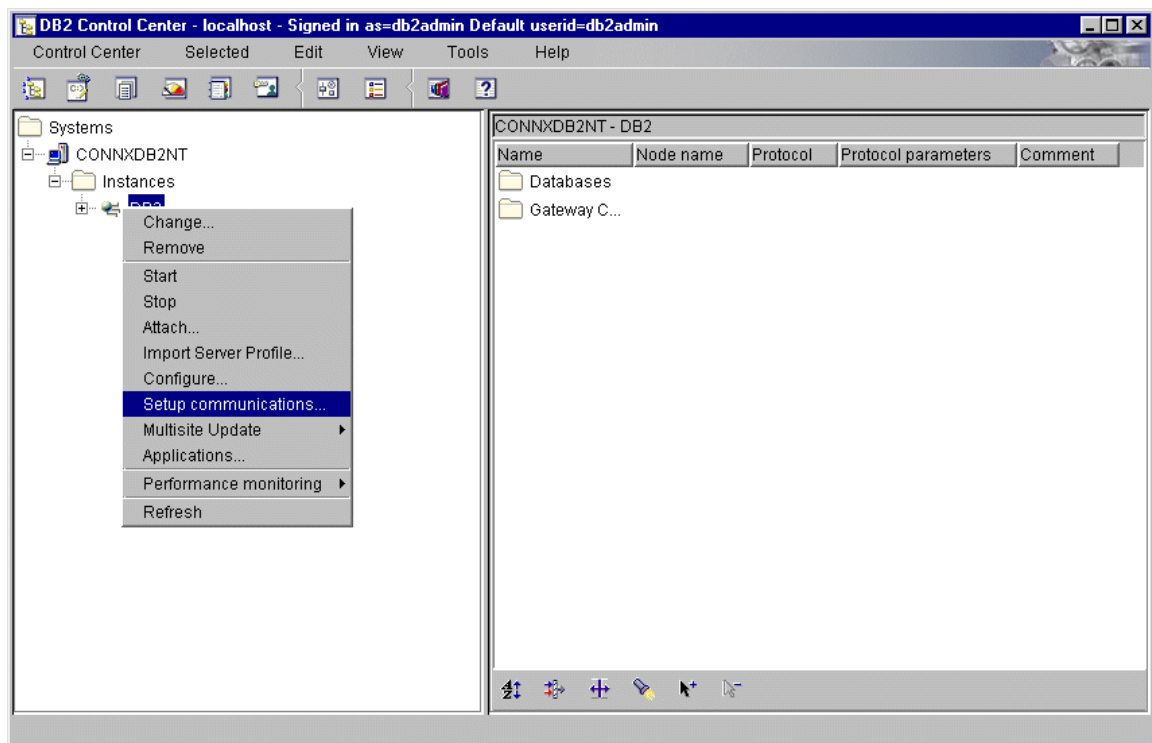 DB2 Control Center - localhost - Signed in as=db2admin Default userid=db2admin
Control Center Selected Edit View Tools Help
Systems
CONNXDB2NT
Instances
DB2
Change...
Remove
Start
Stop
Attach...
Import Server Profile...
Configure...
Setup communications...
Multisite Update
Applications...
Performance monitoring
Refresh
CONNXDB2NT - DB2
Name Node name Protocol Protocol parameters Comment
Databases
Gateway C...